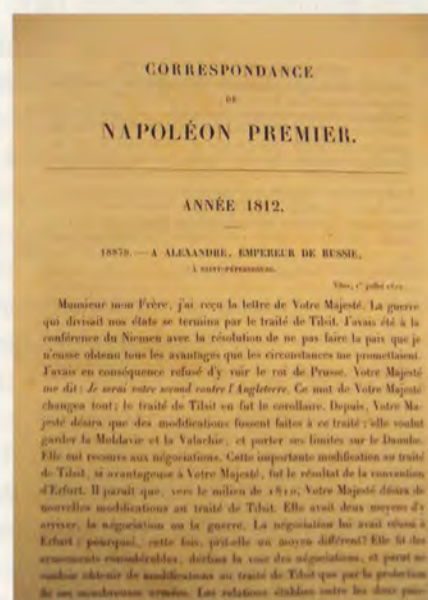 CORRESPONDANCE
DE
NAPOLÉON PREMIER.
ANNÉE 1812.
18878. — A ALEXANDRE, EMPEREUR DE RUSSIE,
À SAINT-PÉTERSBOURG.
Vilna, 1er juillet 1812.
Monsieur mon Frère, j'ai reçu la lettre de Votre Majesté. La guerre
qui divisait nos états se termina par le traité de Tilsit. J'avais été à la
conférence du Niemen avec la résolution de ne pas faire la paix que je
n'eusse obtenu tous les avantages que les circonstances me promettaient.
J'avais en conséquence refusé d'y voir le roi de Prusse. Votre Majesté
me dit : Je serai votre second contre l'Angleterre. Ce mot de Votre Majesté
changea tout; le traité de Tilsit en fut le corollaire. Depuis, Votre Ma-
jesté désira que des modifications fussent faites à ce traité; elle voulut
garder la Moldavie et la Valachie, et porter ses limites sur le Danube.
Elle eut recours aux négociations. Cette importante modification au traité
de Tilsit, si avantageuse à Votre Majesté, fut le résultat de la convention
d'Erfurt. Il paraît que, vers le milieu de 1810, Votre Majesté désira de
nouvelles modifications au traité de Tilsit. Elle avait deux moyens d'y
arriver, la négociation ou la guerre. La négociation lui avait réussi à
Erfurt : pourquoi, cette fois, prit-elle un moyen différent? Elle fit des
armements considérables, déclina la voie des négociations, et parut ne
vouloir obtenir de modifications au traité de Tilsit que par la protection
de ses nombreuses armées. Les relations établies entre les deux puis-